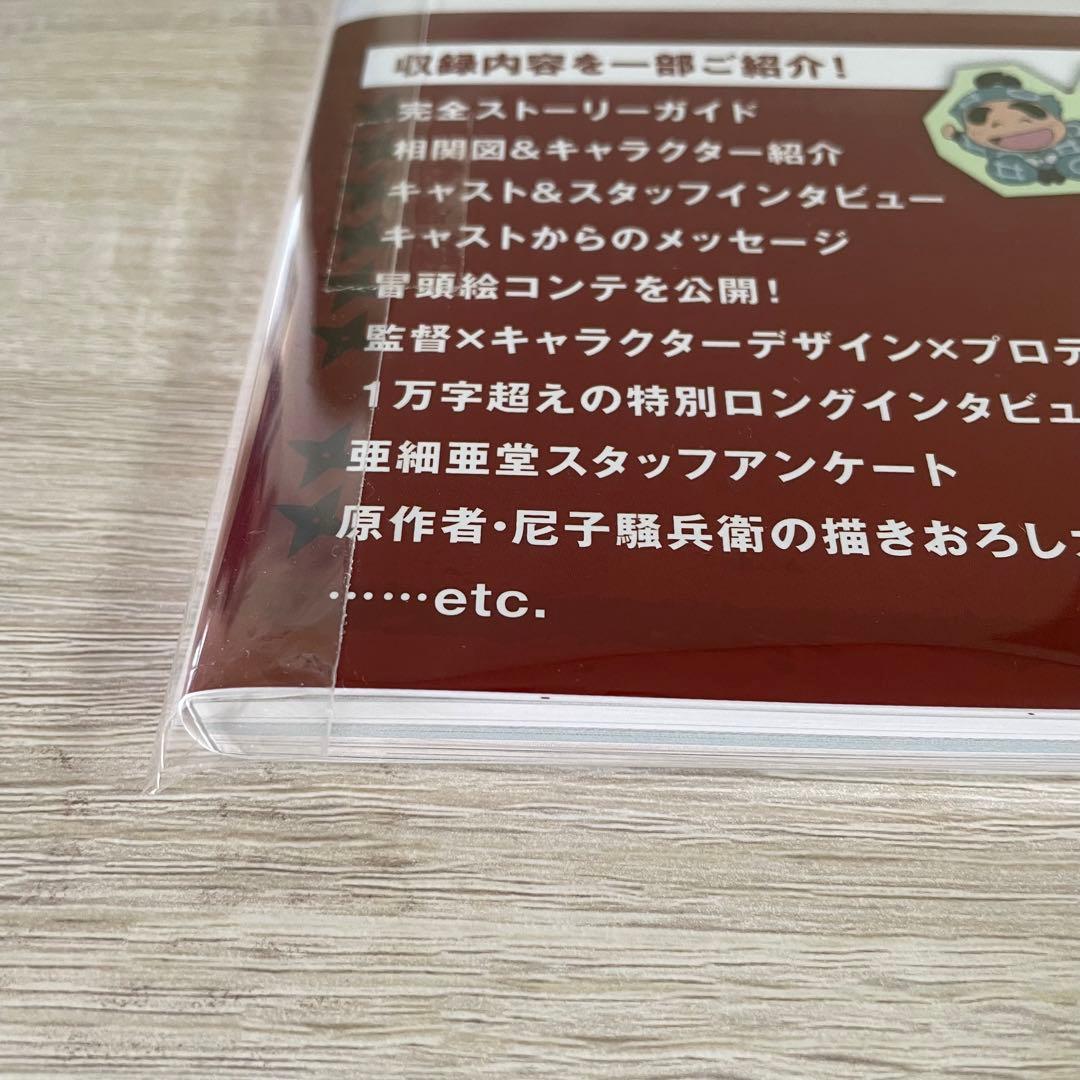 収録内容を一部ご紹介!
完全ストーリーガイド
相関図&キャラクター紹介
キャスト&スタッフインタビュー
キャストからのメッセージ
冒頭絵コンテを公開!
監督×キャラクターデザイン×プロデ
1万字超えの特別ロングインタビュ
亜細亜堂スタッフアンケート
原作者・尼子騒兵衛の描きおろし
……etc.